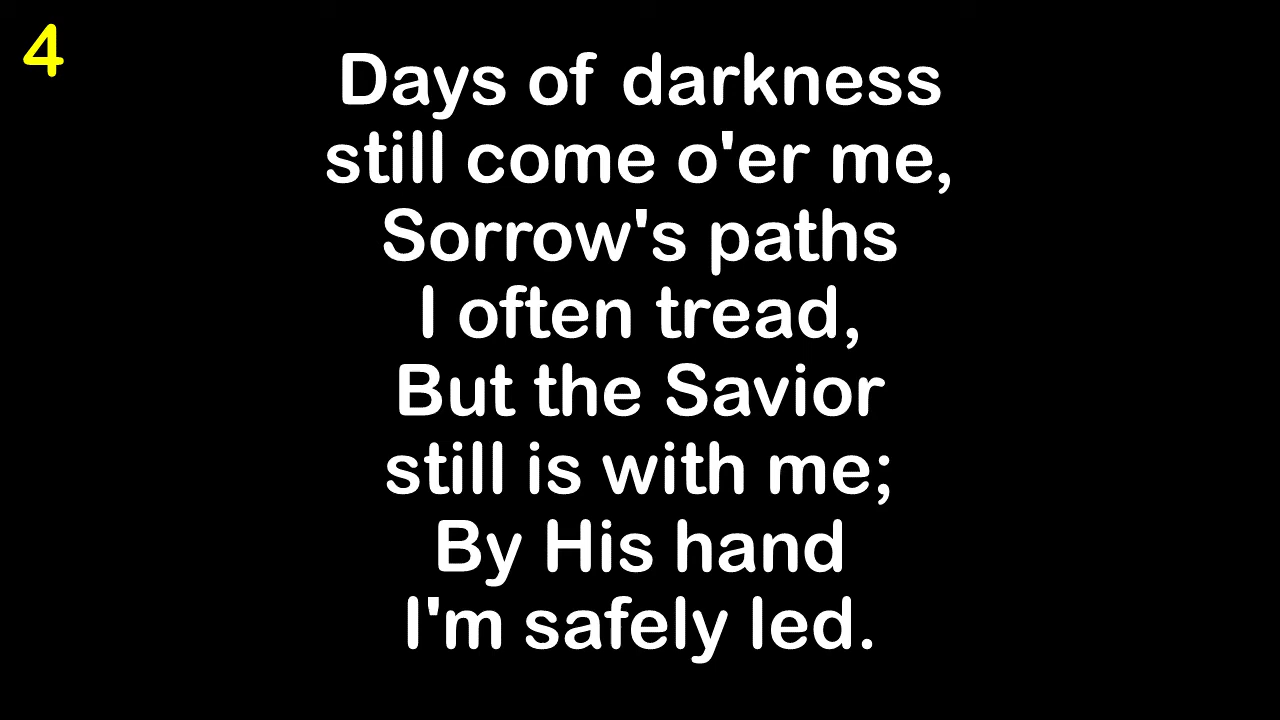 4
Days of darkness
still come o'er me,
Sorrow's paths
I often tread,
But the Savior
still is with me;
By His hand
I'm safely led.